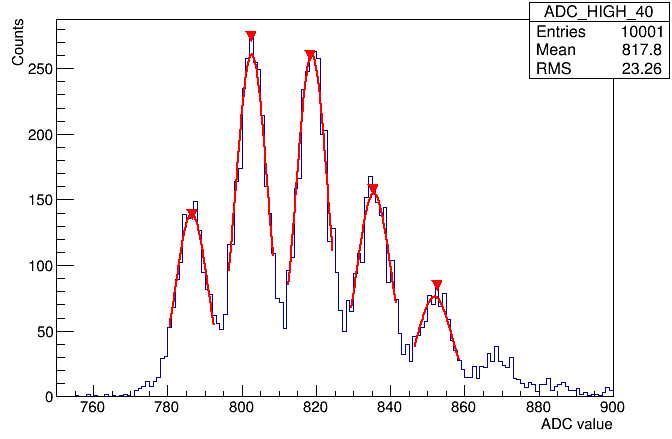 ADC_HIGH_40
Entries 10001
Mean 817.8
RMS 23.26
Counts
250
200
150
100
50
0
760 780 800 820 840 860 880 900
ADC value